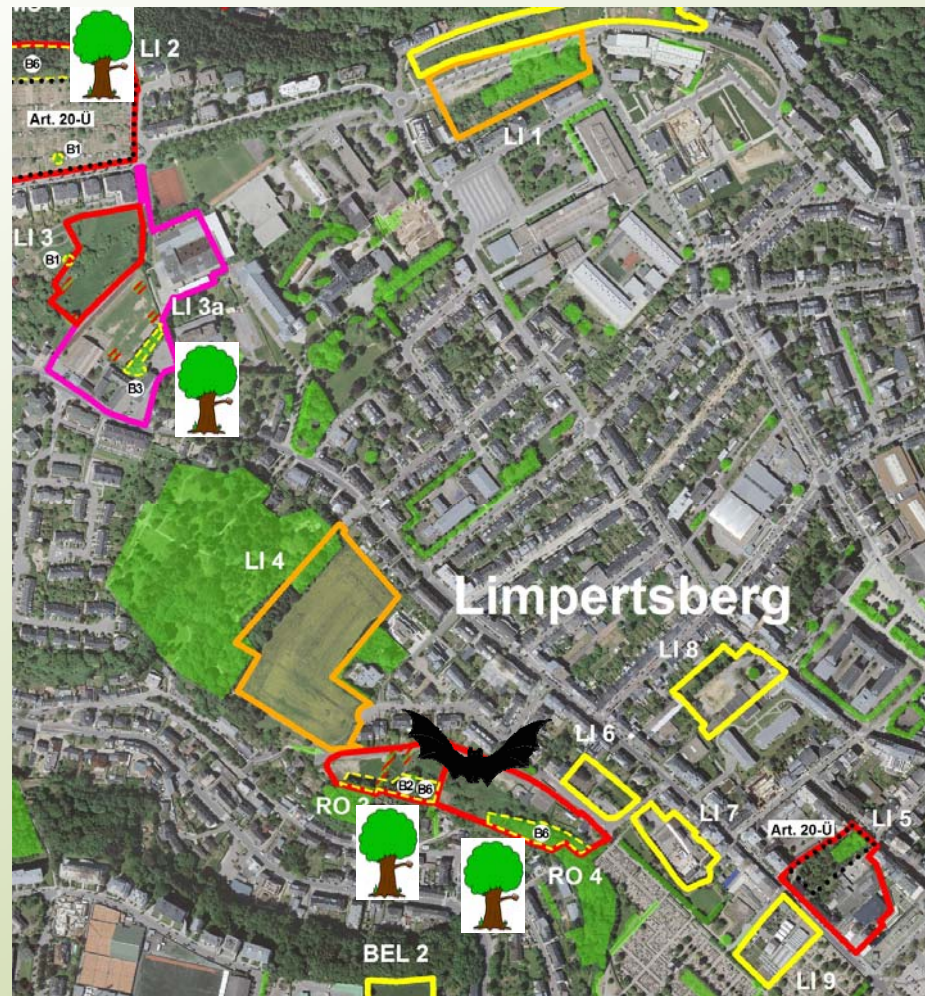 LI 2
B6
Art. 20-Ü
B1
LI 1
LI 3
B1
LI 3a
B3
LI 4
Limpertsberg
LI 8
LI 6
B2 B6
RO 3
LI 7
B6
Art. 20-Ü
LI 5
RO 4
BEL 2
LI 9